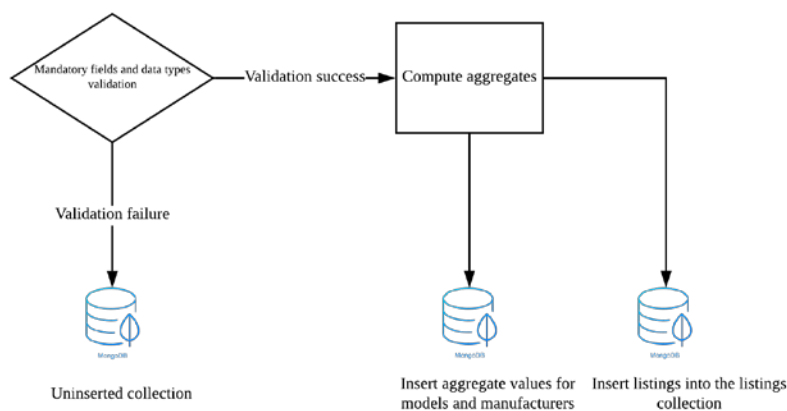 Mandatory fields and data types
validation
Validation success
Compute aggregates
Validation failure
MongoDB
MongoDB
MongoDB
Uninserted collection
Insert aggregate values for
models and manufacturers
Insert listings into the listings
collection